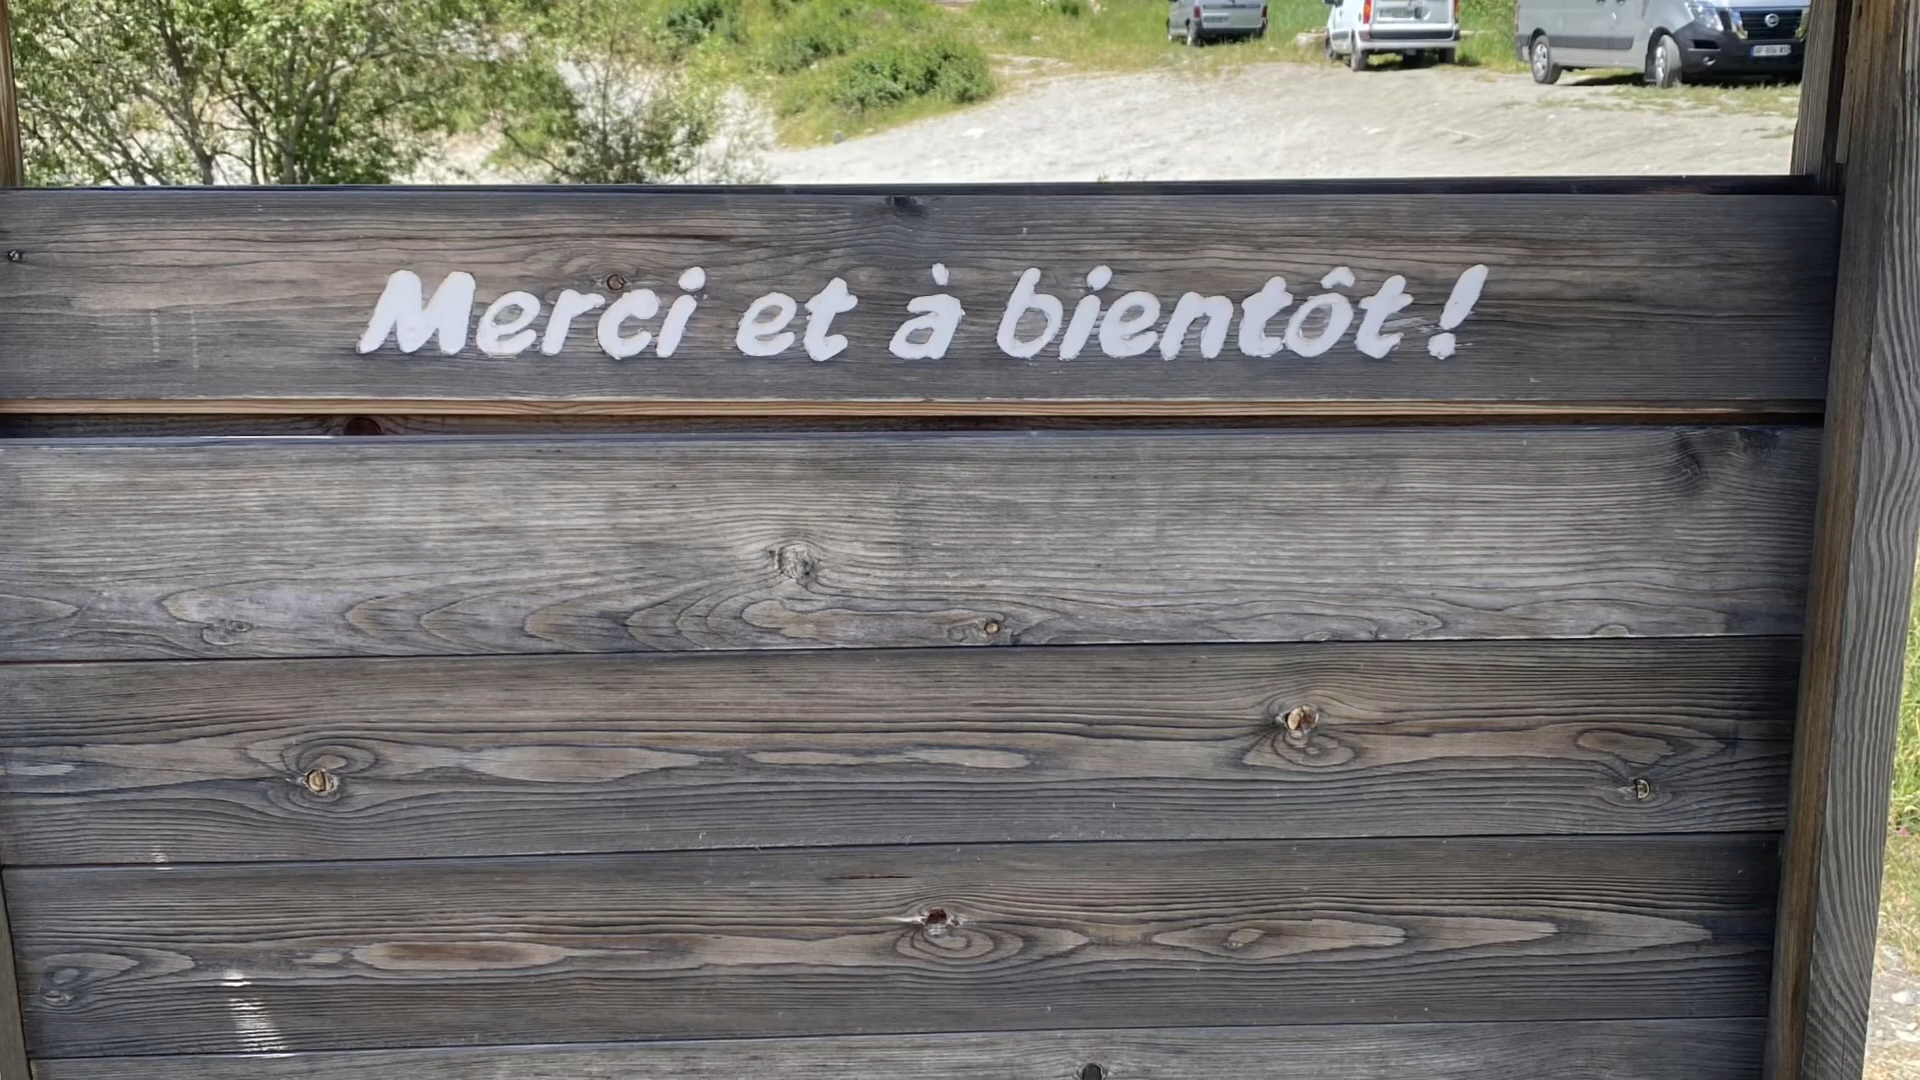 Merci et à bientôt !